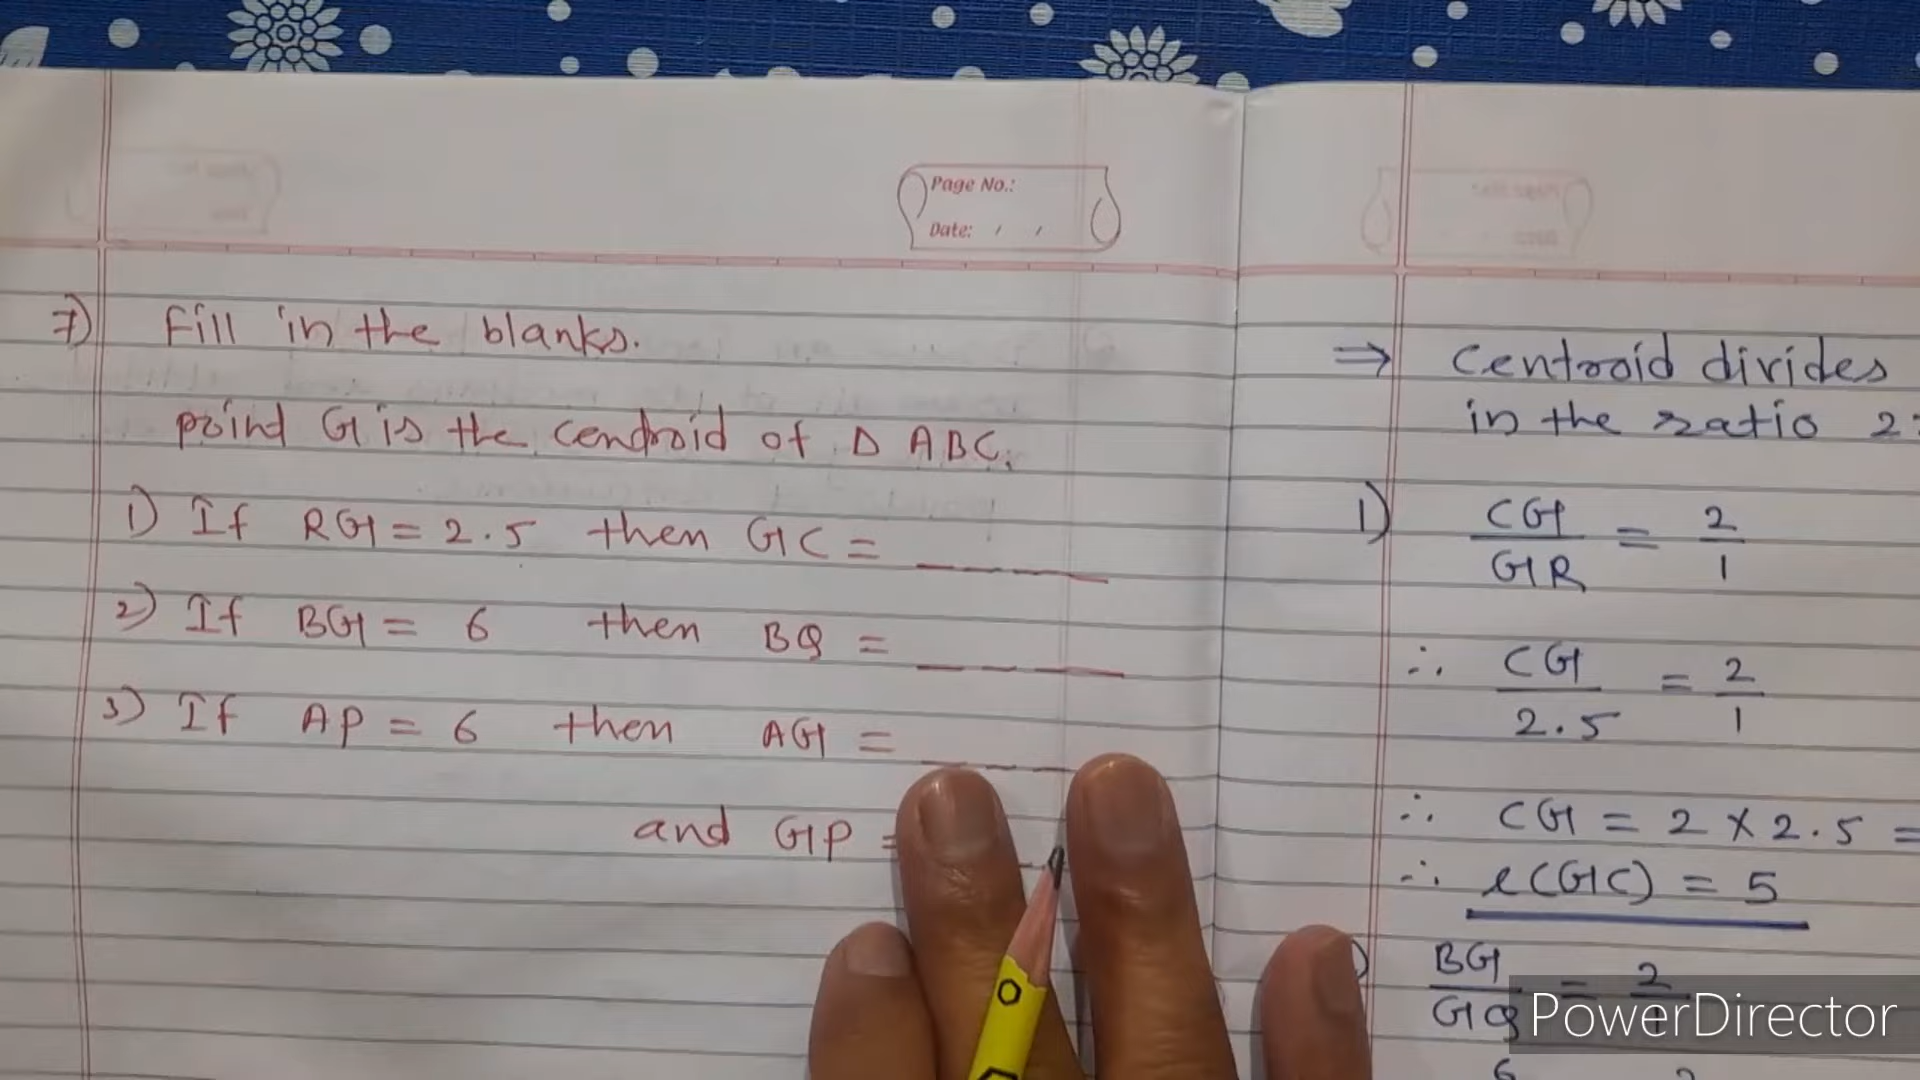 Page No.:
Date: / /
7) Fill in the blanks.
point G is the centroid of Δ ABC.
1) If RG = 2.5 then GC = ____
2) If BG = 6 then BQ = ____
3) If AP = 6 then AG = ____
and GP =
⇒ Centroid divides
in the ratio 2:
1) CG/GR = 2/1
∴ CG/2.5 = 2/1
∴ CG = 2 × 2.5 =
∴ l(GC) = 5
BG/GQ = 2
PowerDirector